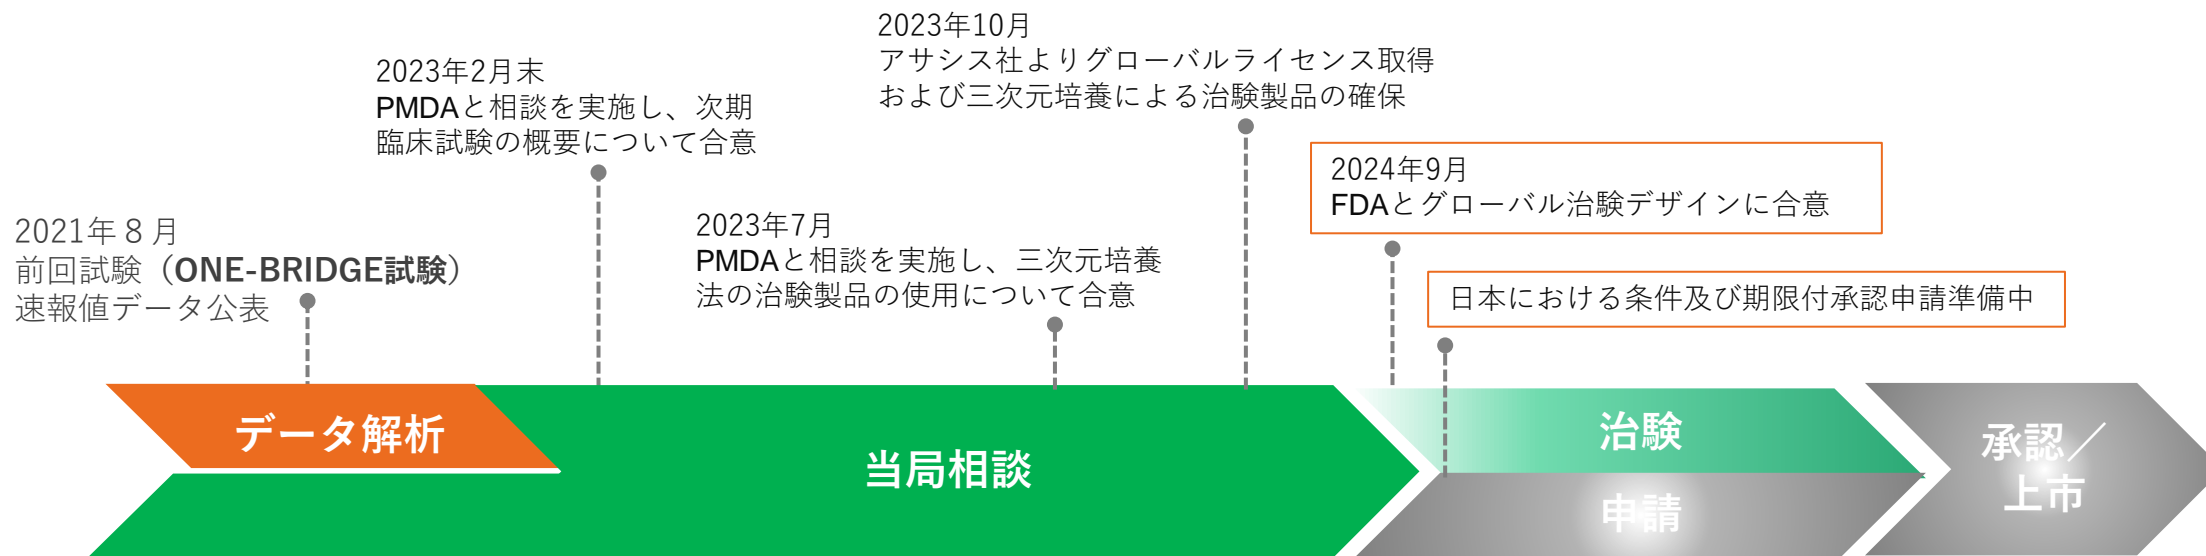 2021年８月
前回試験（ONE-BRIDGE試験）
速報値データ公表
2023年2月末
PMDAと相談を実施し、次期
臨床試験の概要について合意
2023年7月
PMDAと相談を実施し、三次元培養
法の治験製品の使用について合意
2023年10月
アサシス社よりグローバルライセンス取得
および三次元培養による治験製品の確保
2024年9月
FDAとグローバル治験デザインに合意
日本における条件及び期限付承認申請準備中
データ解析
当局相談
治験
申請
承認／
上市